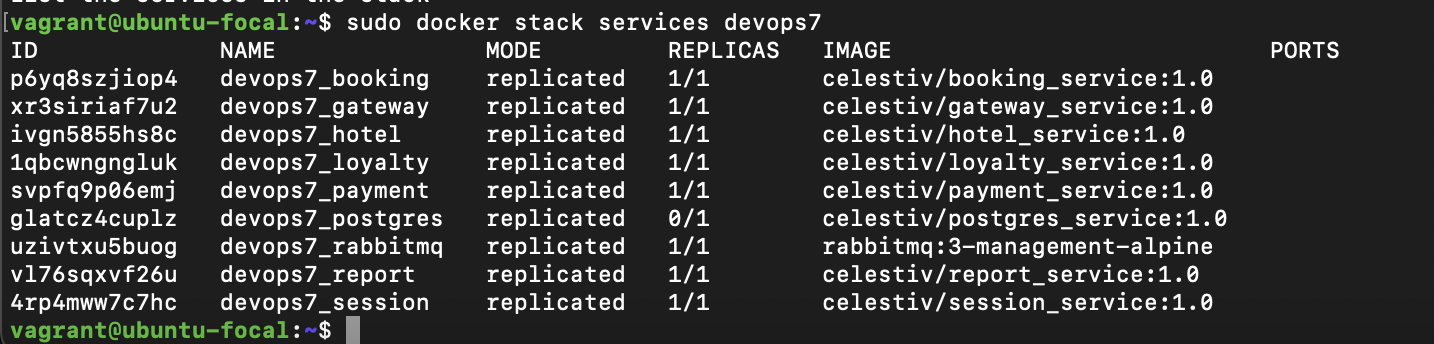 vagrant@ubuntu-focal:~$ sudo docker stack services devops7
ID NAME MODE REPLICAS IMAGE PORTS
p6yq8szjiop4 devops7_booking replicated 1/1 celestiv/booking_service:1.0
xr3siriaf7u2 devops7_gateway replicated 1/1 celestiv/gateway_service:1.0
ivgn5855hs8c devops7_hotel replicated 1/1 celestiv/hotel_service:1.0
1qbcwngngluk devops7_loyalty replicated 1/1 celestiv/loyalty_service:1.0
svpfq9p06emj devops7_payment replicated 1/1 celestiv/payment_service:1.0
glatcz4cuplz devops7_postgres replicated 0/1 celestiv/postgres_service:1.0
uzivtxu5buog devops7_rabbitmq replicated 1/1 rabbitmq:3-management-alpine
vl76sqxvf26u devops7_report replicated 1/1 celestiv/report_service:1.0
4rp4mww7c7hc devops7_session replicated 1/1 celestiv/session_service:1.0
vagrant@ubuntu-focal:~$